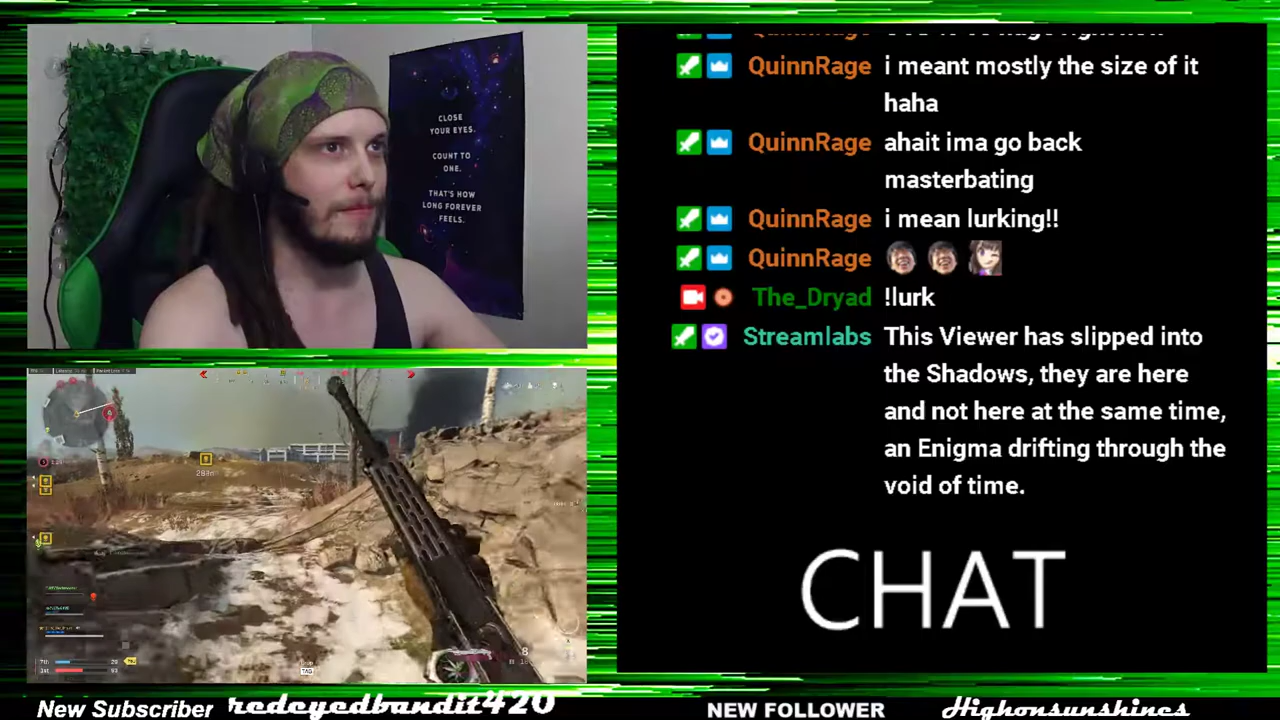 QuinnRage i meant mostly the size of it
haha
QuinnRage ahait ima go back
masterbating
QuinnRage i mean lurking!!
QuinnRage
The_Dryad !lurk
Streamlabs This Viewer has slipped into
the Shadows, they are here
and not here at the same time,
an Enigma drifting through the
void of time.
CHAT
CLOSE
YOUR EYES.
COUNT TO
ONE.
THAT'S HOW
LONG FOREVER
FEELS.
New Subscriber redeyedbandit420 NEW FOLLOWER Highonsunshines